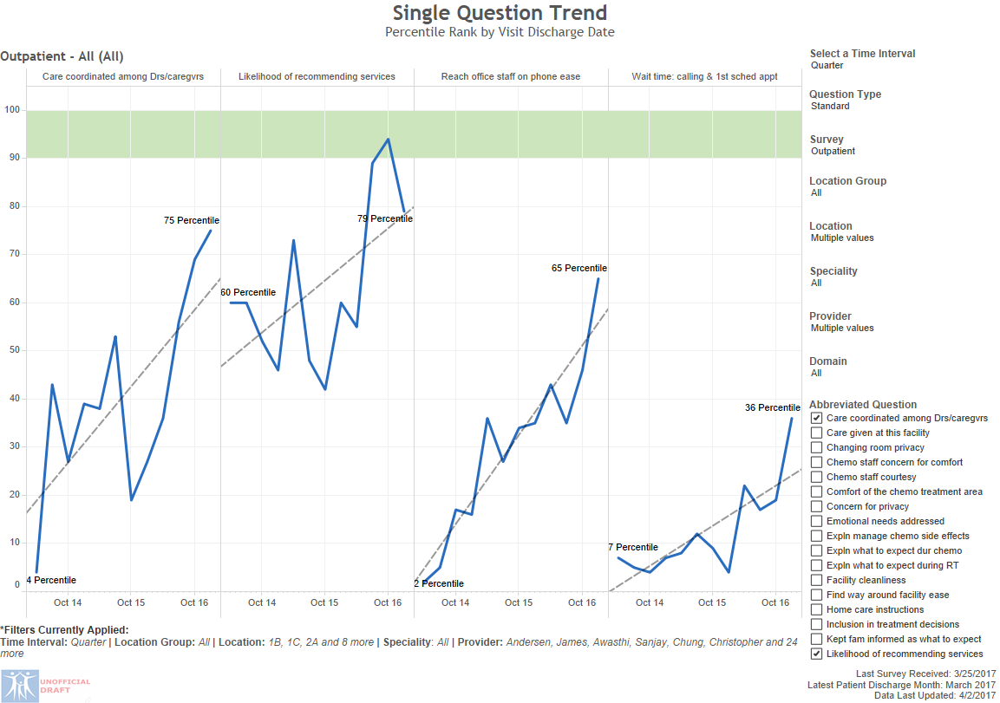 Single Question Trend
Percentile Rank by Visit Discharge Date
Outpatient - All (All)
Care coordinated among Drs/caregvrs
Likelihood of recommending services
Reach office staff on phone ease
Wait time: calling & 1st sched appt
100
90
80
70
60
50
40
30
20
10
0
4 Percentile
75 Percentile
60 Percentile
79 Percentile
2 Percentile
65 Percentile
7 Percentile
36 Percentile
Oct 14
Oct 15
Oct 16
Oct 14
Oct 15
Oct 16
Oct 14
Oct 15
Oct 16
Oct 14
Oct 15
Oct 16
*Filters Currently Applied:
Time Interval: Quarter | Location Group: All | Location: 1B, 1C, 2A and 8 more | Speciality: All | Provider: Andersen, James, Awasthi, Sanjay, Chung, Christopher and 24
more
UNOFFICIAL
DRAFT
Select a Time Interval
Quarter
Question Type
Standard
Survey
Outpatient
Location Group
All
Location
Multiple values
Speciality
All
Provider
Multiple values
Domain
All
Abbreviated Question
Care coordinated among Drs/caregvrs
Care given at this facility
Changing room privacy
Chemo staff concern for comfort
Chemo staff courtesy
Comfort of the chemo treatment area
Concern for privacy
Emotional needs addressed
Expln manage chemo side effects
Expln what to expect dur chemo
Expln what to expect during RT
Facility cleanliness
Find way around facility ease
Home care instructions
Inclusion in treatment decisions
Kept fam informed as what to expect
Likelihood of recommending services
Last Survey Received: 3/25/2017
Latest Patient Discharge Month: March 2017
Data Last Updated: 4/2/2017